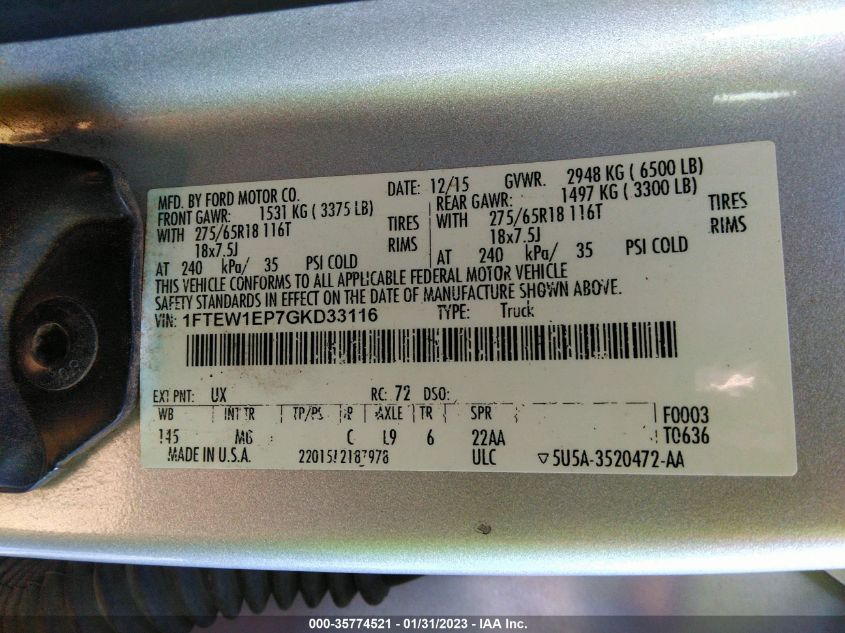 MFD. BY FORD MOTOR CO. DATE: 12/15 GVWR. 2948 KG ( 6500 LB)
FRONT GAWR: 1531 KG ( 3375 LB) REAR GAWR: 1497 KG ( 3300 LB)
WITH 275/65R18 116T TIRES WITH 275/65R18 116T TIRES
18x7.5J RIMS 18x7.5J RIMS
AT 240 kPa/ 35 PSI COLD AT 240 kPa/ 35 PSI COLD
THIS VEHICLE CONFORMS TO ALL APPLICABLE FEDERAL MOTOR VEHICLE
SAFETY STANDARDS IN EFFECT ON THE DATE OF MANUFACTURE SHOWN ABOVE.
VIN: 1FTEW1EP7GKD33116 TYPE: Truck
EXT PNT: UX RC: 72 DSO:
WB INT TR TP/PS R AXLE TR SPR F0003
145 C L9 6 22AA T0636
MADE IN U.S.A. ULC ▽5U5A-3520472-AA
000-35774521 - 01/31/2023 - IAA Inc.